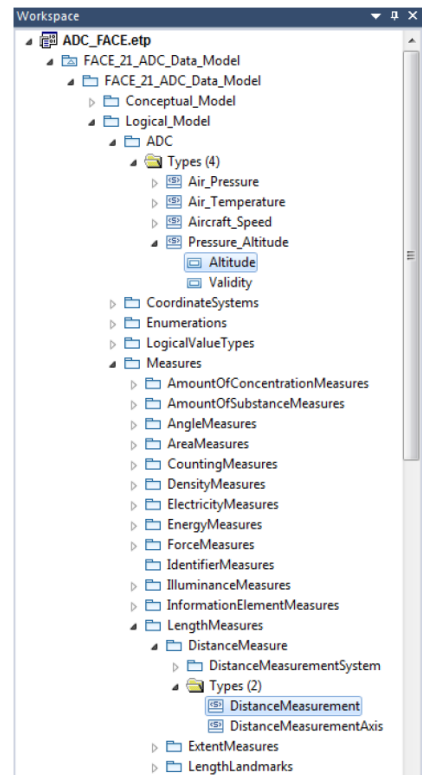 Workspace
ADC_FACE.etp
FACE_21_ADC_Data_Model
FACE_21_ADC_Data_Model
Conceptual_Model
Logical_Model
ADC
Types (4)
Air_Pressure
Air_Temperature
Aircraft_Speed
Pressure_Altitude
Altitude
Validity
CoordinateSystems
Enumerations
LogicalValueTypes
Measures
AmountOfConcentrationMeasures
AmountOfSubstanceMeasures
AngleMeasures
AreaMeasures
CountingMeasures
DensityMeasures
ElectricityMeasures
EnergyMeasures
ForceMeasures
IdentifierMeasures
IlluminanceMeasures
InformationElementMeasures
LengthMeasures
DistanceMeasure
DistanceMeasurementSystem
Types (2)
DistanceMeasurement
DistanceMeasurementAxis
ExtentMeasures
LengthLandmarks